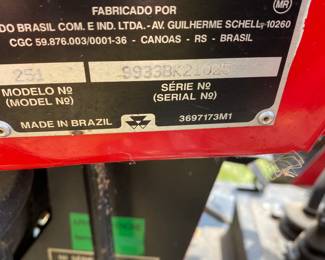 FABRICADO POR
DO BRASIL COM. E IND. LTDA.- AV. GUILHERME SCHELL, 10260
CGC 59.876.003/0001-36 - CANOAS - RS - BRASIL
MR
251
MODELO Nº
(MODEL Nº)
SÉRIE Nº
(SERIAL Nº)
MADE IN BRAZIL
3697173M1